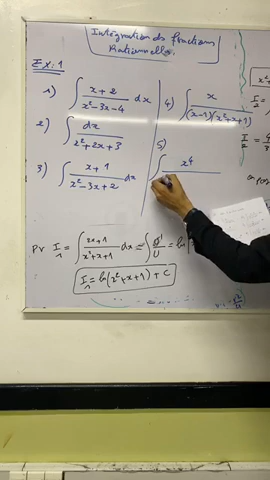 Intégration des fractions
Rationnelles
Ex: 1
1) ∫ x+2 / x²-3x-4 dx
2) ∫ dx / x²+2x+3
3) ∫ x+1 / x²-3x+2 dx
4) ∫ x / (x-1)(x²+x+1)
5) ∫ x⁴
I₁ = ∫ 2x+1 / x²+x+1 dx = ∫ U' / U = ln
I₁ = ln(x²+x+1) + C